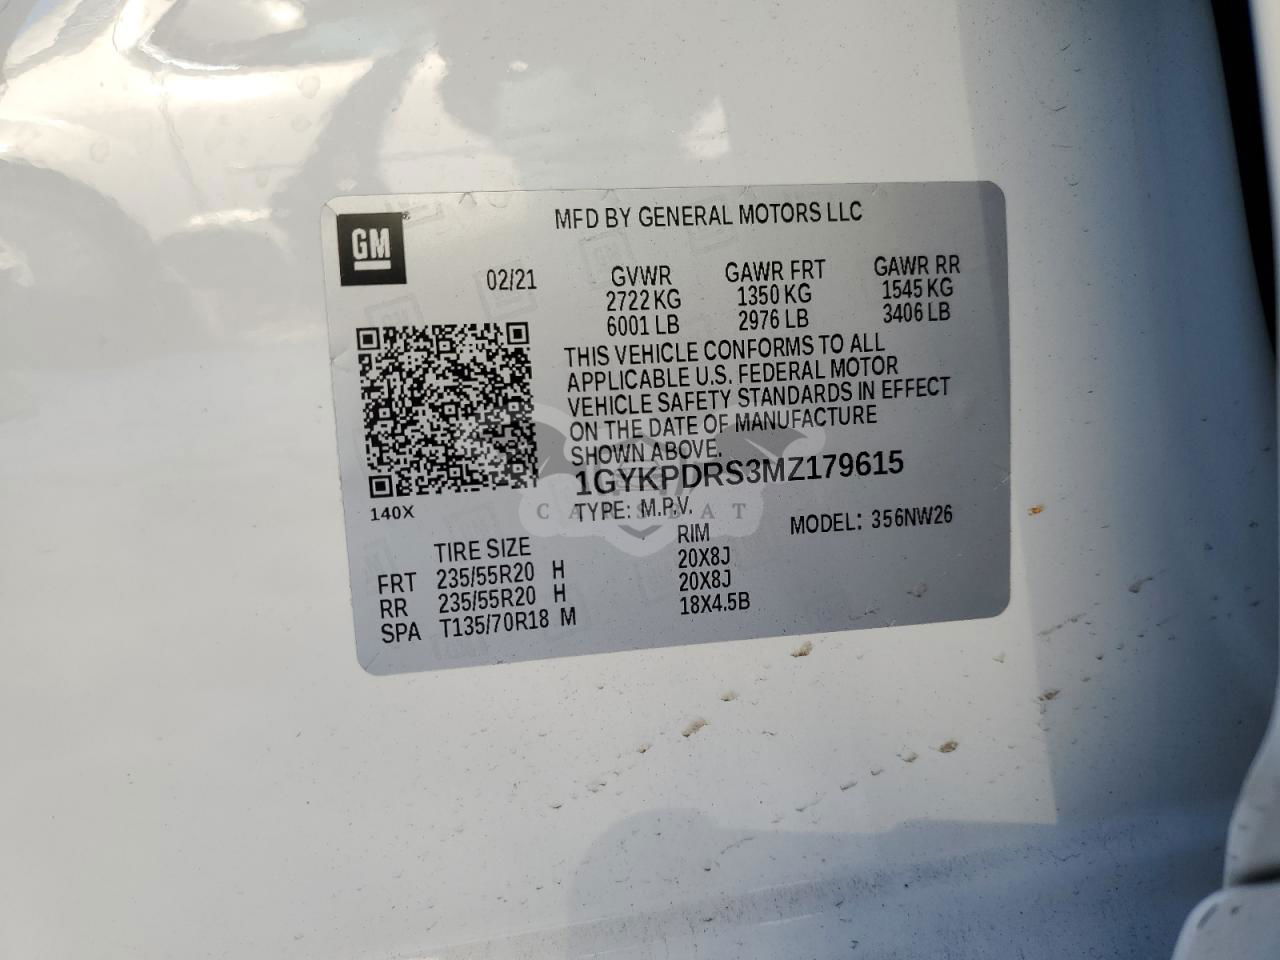 GM
MFD BY GENERAL MOTORS LLC
02/21
GVWR GAWR FRT GAWR RR
2722 KG 1350 KG 1545 KG
6001 LB 2976 LB 3406 LB
THIS VEHICLE CONFORMS TO ALL
APPLICABLE U.S. FEDERAL MOTOR
VEHICLE SAFETY STANDARDS IN EFFECT
ON THE DATE OF MANUFACTURE
SHOWN ABOVE.
1GYKPDRS3MZ179615
140X
TYPE: M.P.V.
MODEL: 356NW26
TIRE SIZE RIM
FRT 235/55R20 H 20X8J
RR 235/55R20 H 20X8J
SPA T135/70R18 M 18X4.5B